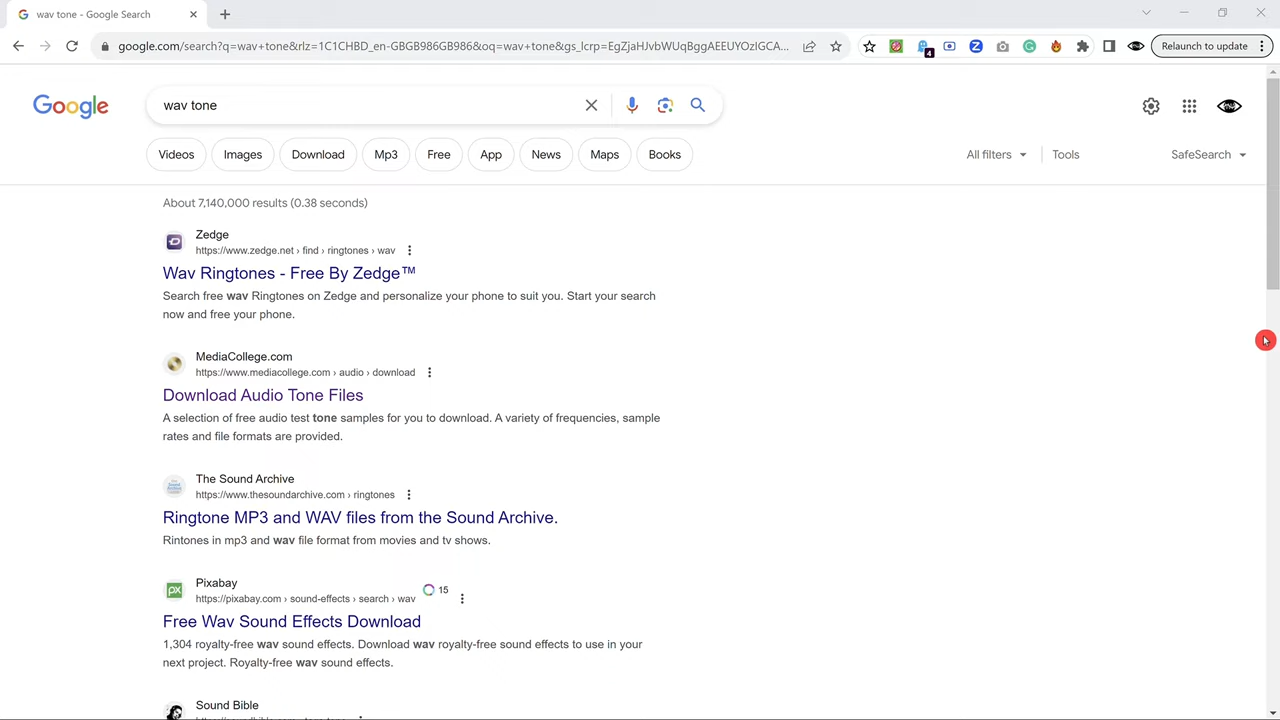 wav tone - Google Search
google.com/search?q=wav+tone&rlz=1C1CHBD_en-GBGB986GB986&oq=wav+tone&gs_lcrp=EgZjaHJvbWUqBggAEEUYOzIGCA...
4
Relaunch to update
Google
wav tone
Videos
Images
Download
Mp3
Free
App
News
Maps
Books
All filters
Tools
SafeSearch
About 7,140,000 results (0.38 seconds)
Zedge
https://www.zedge.net › find › ringtones › wav
Wav Ringtones - Free By Zedge™
Search free wav Ringtones on Zedge and personalize your phone to suit you. Start your search
now and free your phone.
MediaCollege.com
https://www.mediacollege.com › audio › download
Download Audio Tone Files
A selection of free audio test tone samples for you to download. A variety of frequencies, sample
rates and file formats are provided.
The Sound Archive
https://www.thesoundarchive.com › ringtones
Ringtone MP3 and WAV files from the Sound Archive.
Rintones in mp3 and wav file format from movies and tv shows.
Pixabay
15
https://pixabay.com › sound-effects › search › wav
Free Wav Sound Effects Download
1,304 royalty-free wav sound effects. Download wav royalty-free sound effects to use in your
next project. Royalty-free wav sound effects.
Sound Bible